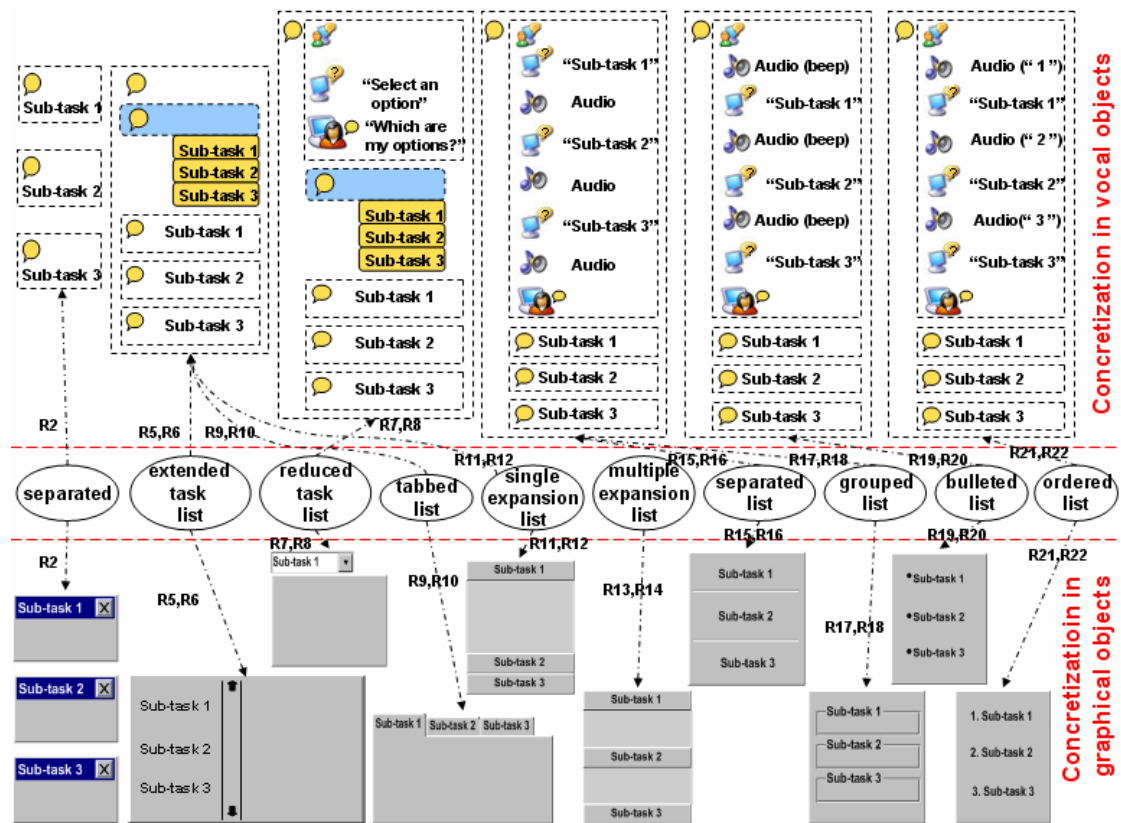 Sub-task 1
Sub-task 2
Sub-task 3
Sub-task 1
Sub-task 2
Sub-task 3
Sub-task 1
Sub-task 2
Sub-task 3
“Select an
option”
“Which are
my options?”
Sub-task 1
Sub-task 2
Sub-task 3
Sub-task 1
Sub-task 2
Sub-task 3
“Sub-task 1”
Audio
“Sub-task 2”
Audio
“Sub-task 3”
Audio
Sub-task 1
Sub-task 2
Sub-task 3
Audio (beep)
“Sub-task 1”
Audio (beep)
“Sub-task 2”
Audio (beep)
“Sub-task 3”
Sub-task 1
Sub-task 2
Sub-task 3
Audio (“ 1 ”)
“Sub-task 1”
Audio (“ 2 ”)
“Sub-task 2”
Audio(“ 3 ”)
“Sub-task 3”
Sub-task 1
Sub-task 2
Sub-task 3
Concretization in vocal objects
R2
R5,R6
R9,R10
R7,R8
R11,R12
R15,R16
R17,R18
R19,R20
R21,R22
separated
extended
task
list
reduced
task
list
tabbed
list
single
expansion
list
multiple
expansion
list
separated
list
grouped
list
bulleted
list
ordered
list
R2
R5,R6
R7,R8
R9,R10
R11,R12
R13,R14
R15,R16
R17,R18
R19,R20
R21,R22
Sub-task 1 X
Sub-task 2 X
Sub-task 3 X
Sub-task 1
Sub-task 2
Sub-task 3
Sub-task 1
Sub-task 1 Sub-task 2 Sub-task 3
Sub-task 1
Sub-task 2
Sub-task 3
Sub-task 1
Sub-task 2
Sub-task 3
Sub-task 1
Sub-task 2
Sub-task 3
Sub-task 1
Sub-task 2
Sub-task 3
•Sub-task 1
•Sub-task 2
•Sub-task 3
1. Sub-task 1
2. Sub-task 2
3. Sub-task 3
Concretizatioin in
graphical objects